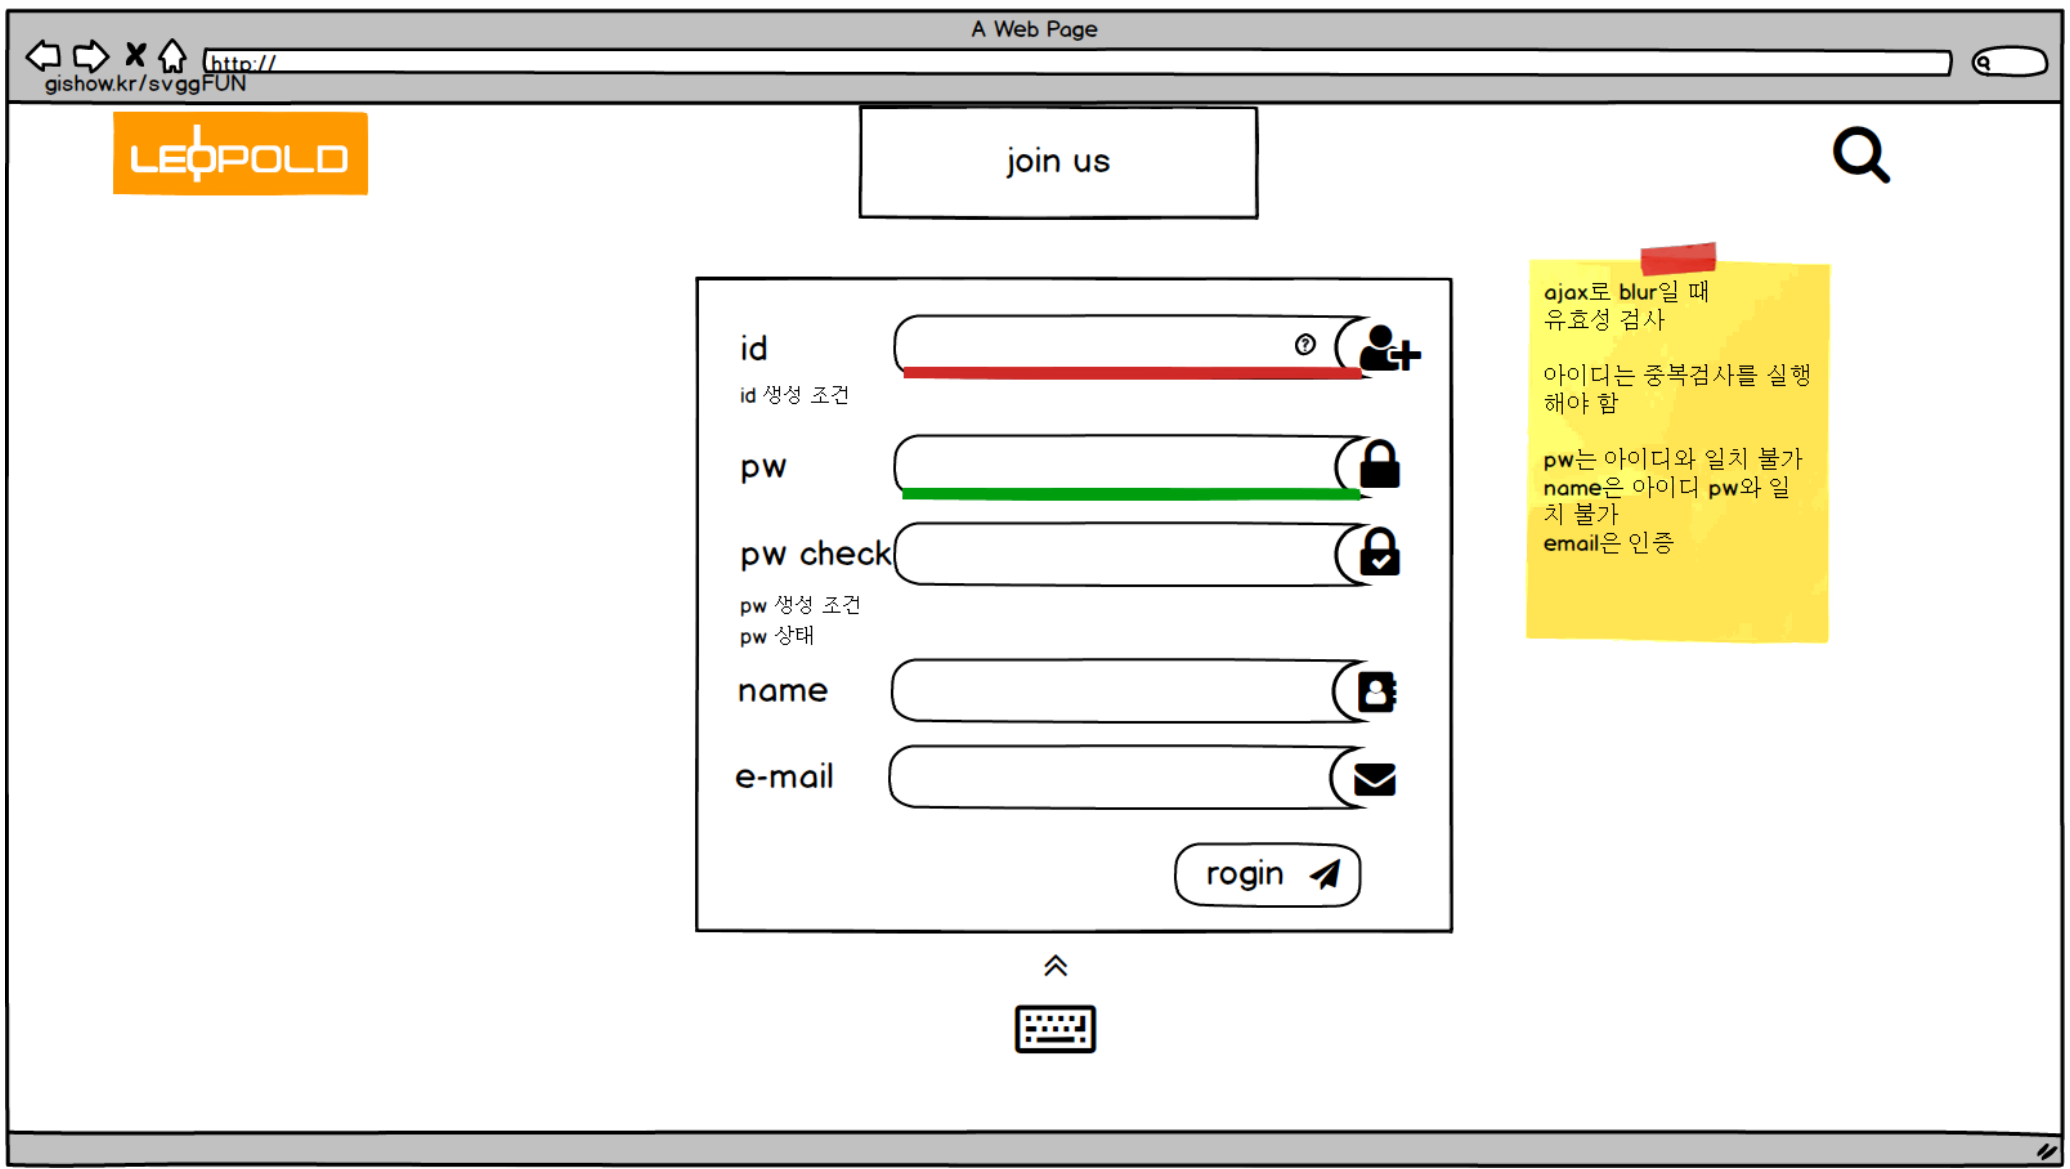 A Web Page
http://
gishow.kr/svggFUN
LEOPOLD
join us
id
id 생성 조건
pw
pw check
pw 생성 조건
pw 상태
name
e-mail
rogin
ajax로 blur일 때
유효성 검사
아이디는 중복검사를 실행
해야 함
pw는 아이디와 일치 불가
name은 아이디 pw와 일
치 불가
email은 인증